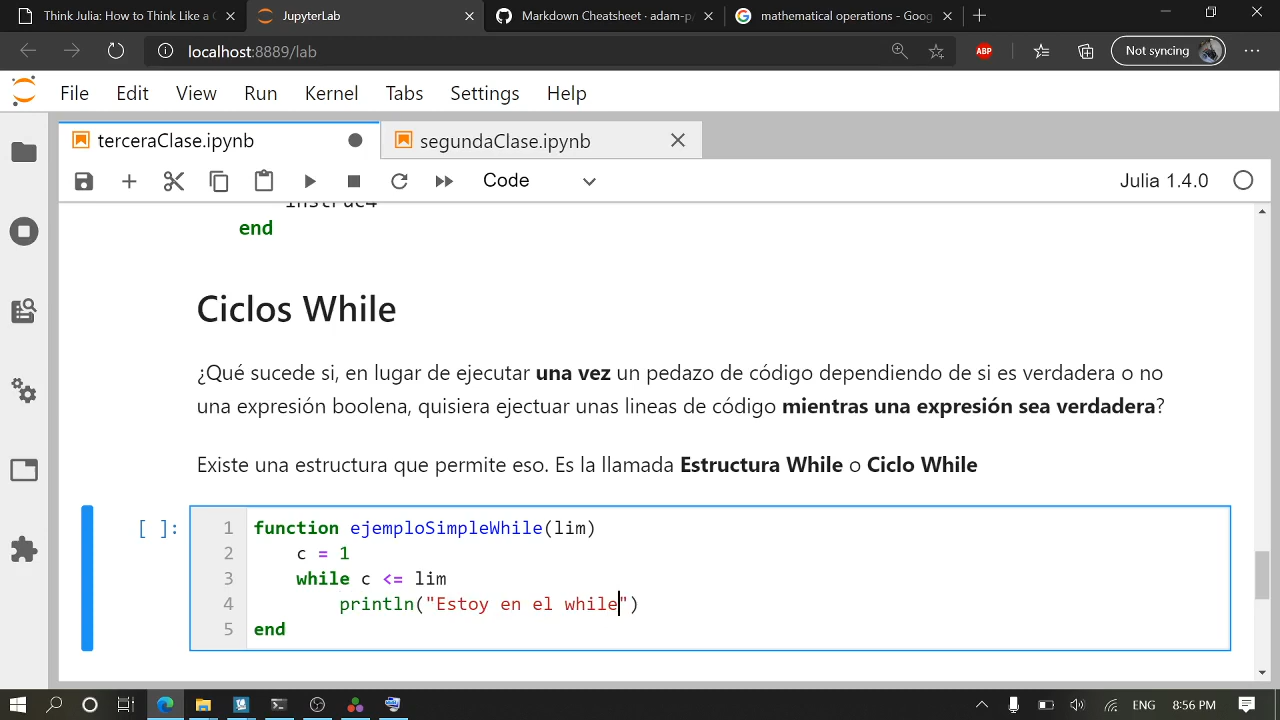 Think Julia: How to Think Like a C
JupyterLab
Markdown Cheatsheet · adam-p/
mathematical operations - Goog
localhost:8889/lab
ABP
Not syncing
File Edit View Run Kernel Tabs Settings Help
terceraClase.ipynb
segundaClase.ipynb
Code
Julia 1.4.0
instruc4
end
Ciclos While
¿Qué sucede si, en lugar de ejecutar una vez un pedazo de código dependiendo de si es verdadera o no
una expresión boolena, quisiera ejectuar unas lineas de código mientras una expresión sea verdadera?
Existe una estructura que permite eso. Es la llamada Estructura While o Ciclo While
[ ]:
1 function ejemploSimpleWhile(lim)
2 c = 1
3 while c <= lim
4 println("Estoy en el while")
5 end
ENG 8:56 PM